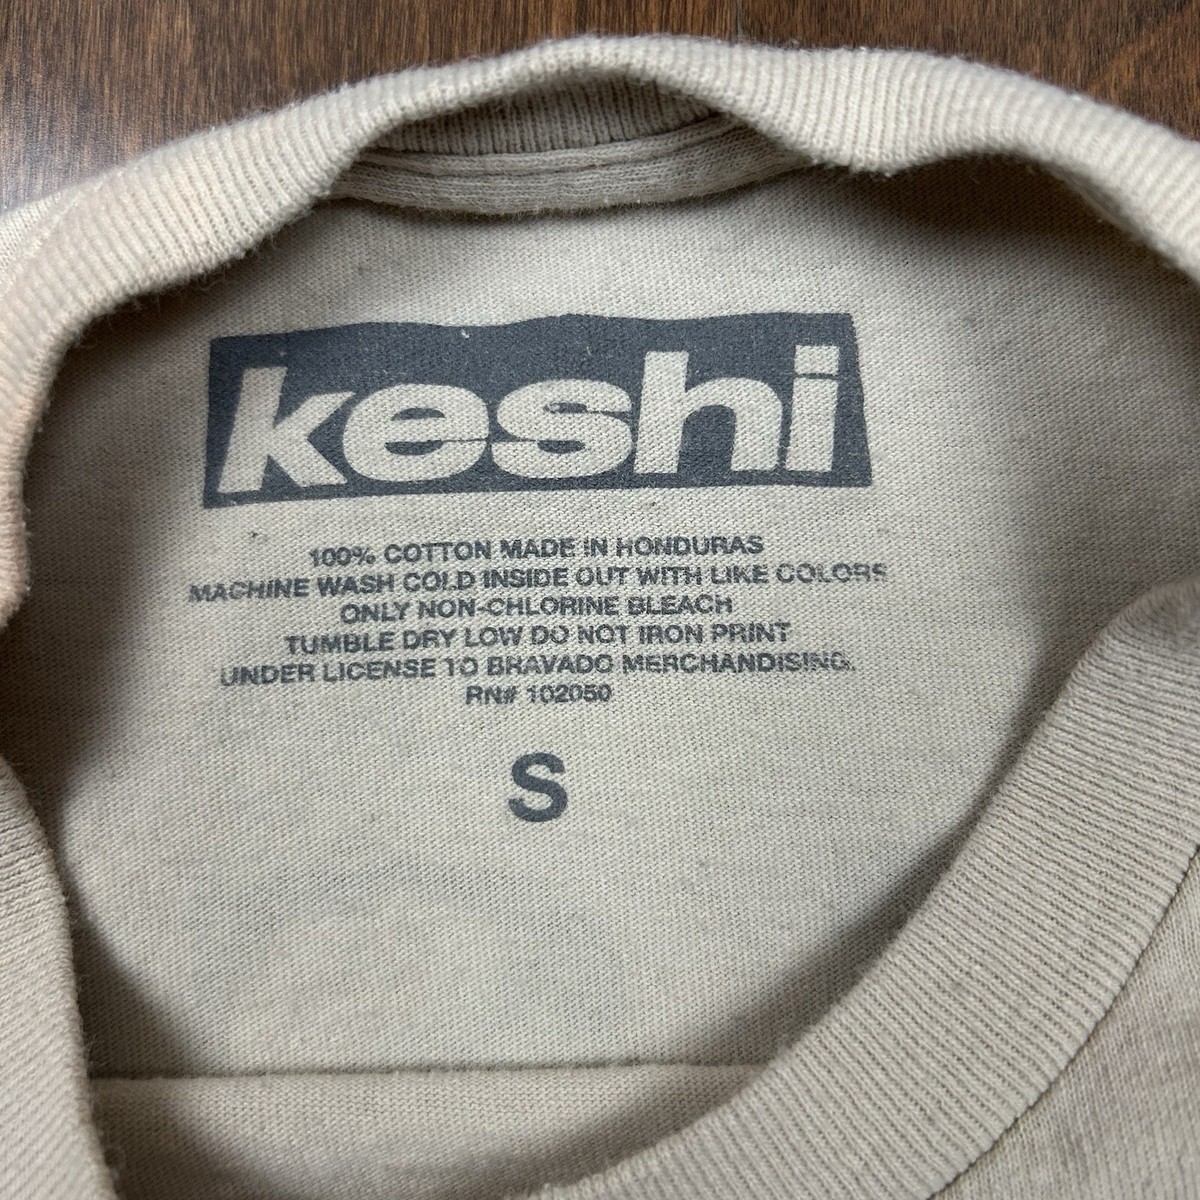 keshi
100% COTTON MADE IN HONDURAS
MACHINE WASH COLD INSIDE OUT WITH LIKE COLORS
ONLY NON-CHLORINE BLEACH
TUMBLE DRY LOW DO NOT IRON PRINT
UNDER LICENSE TO BRAVADO MERCHANDISING.
RN# 102050
S